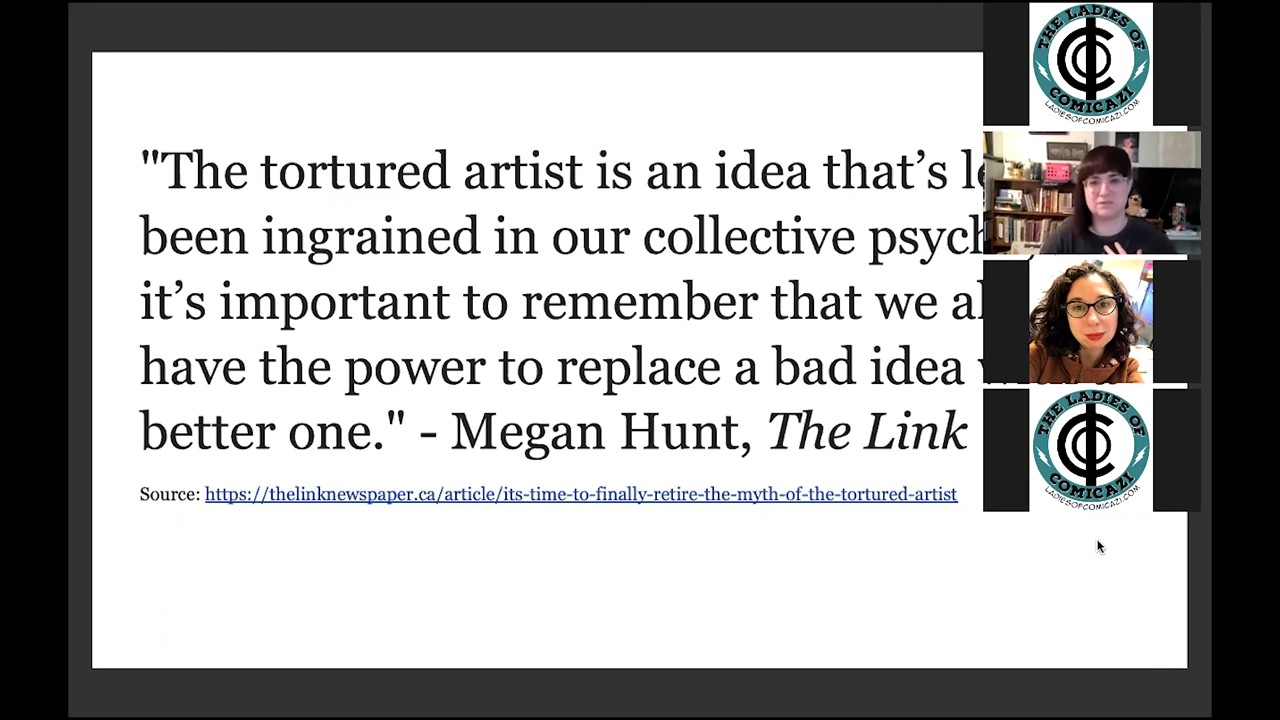 "The tortured artist is an idea that’s
been ingrained in our collective
it’s important to remember that we
have the power to replace a bad idea
better one." - Megan Hunt, The Link
Source: https://thelinknewspaper.ca/article/its-time-to-finally-retire-the-myth-of-the-tortured-artist
THE LADIES OF
COMICAZI
LADIESOFCOMICAZI.COM
THE LADIES OF
COMICAZI
LADIESOFCOMICAZI.COM